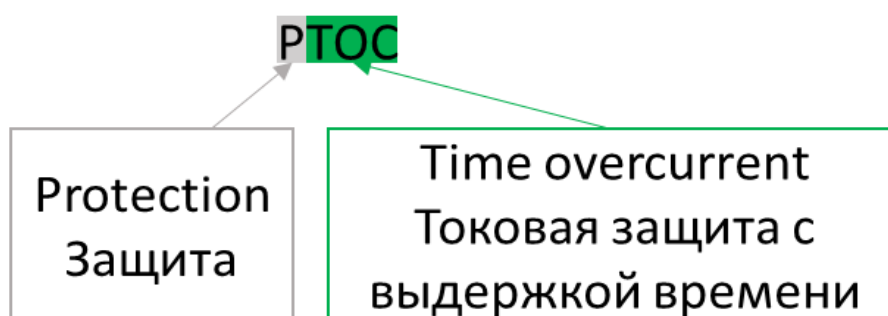 PTOC
Protection
Защита
Time overcurrent
Токовая защита с
выдержкой времени